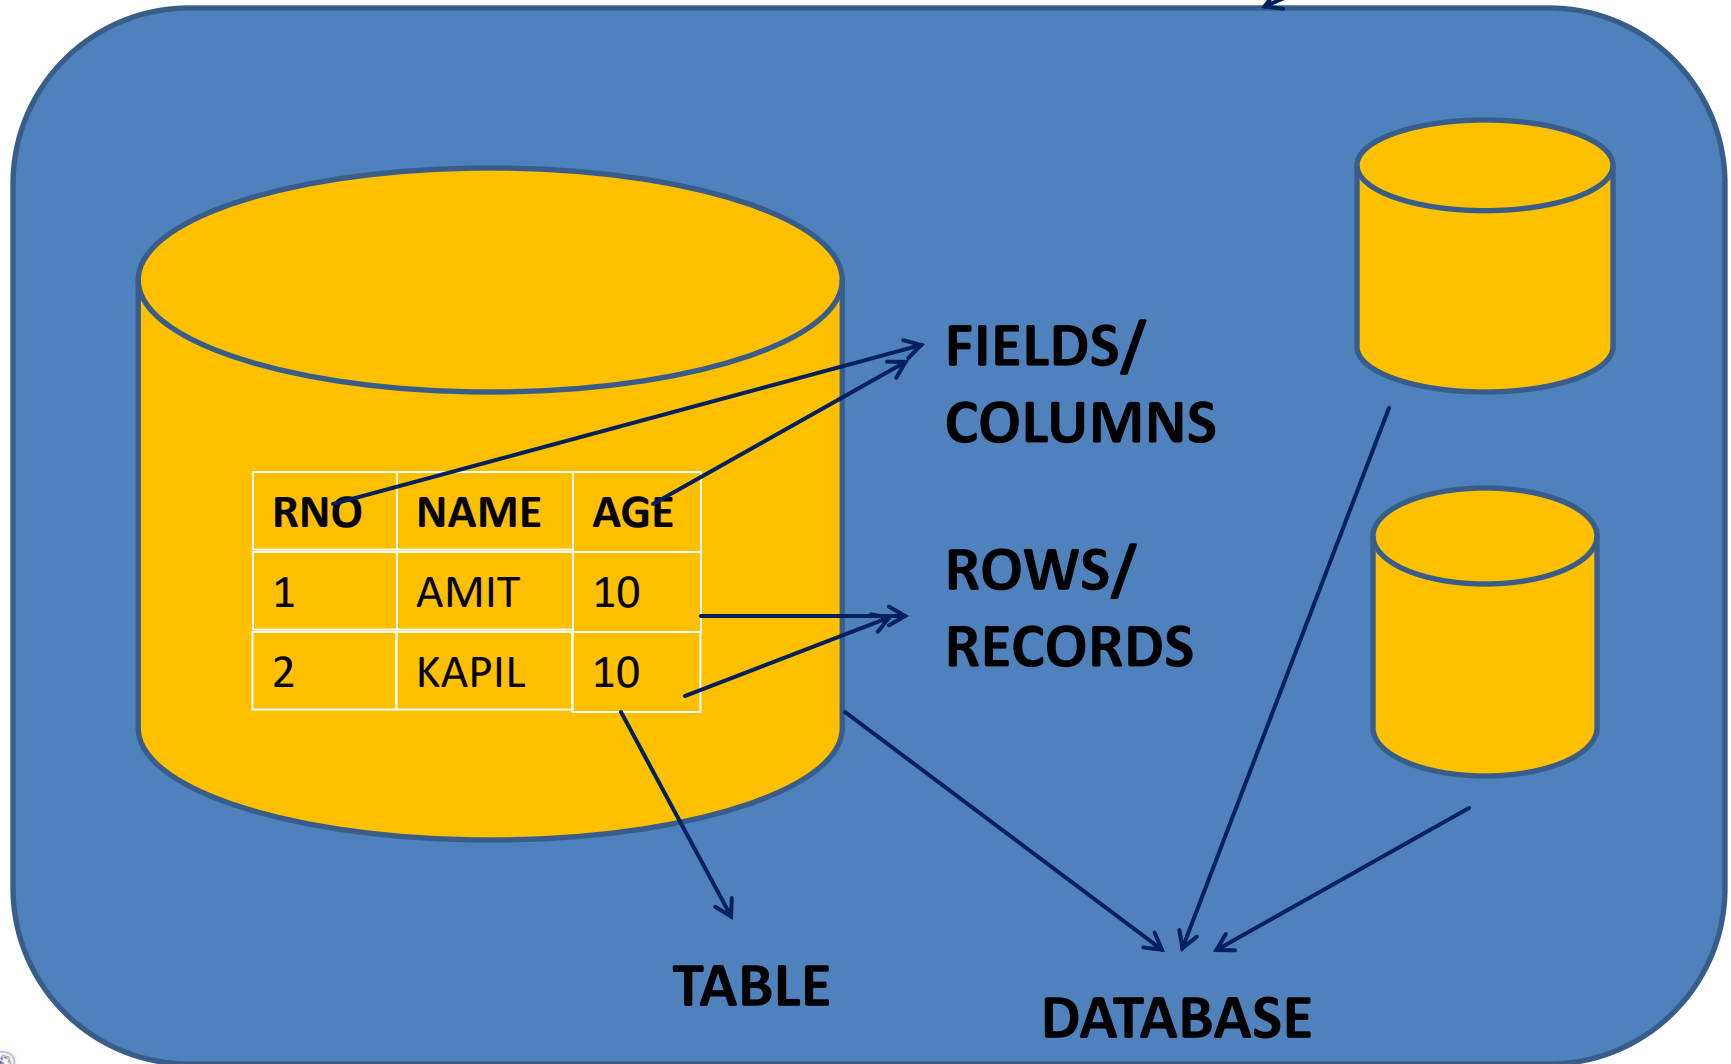 FIELDS/
COLUMNS
RNO NAME AGE
1 AMIT 10
2 KAPIL 10
ROWS/
RECORDS
TABLE
DATABASE